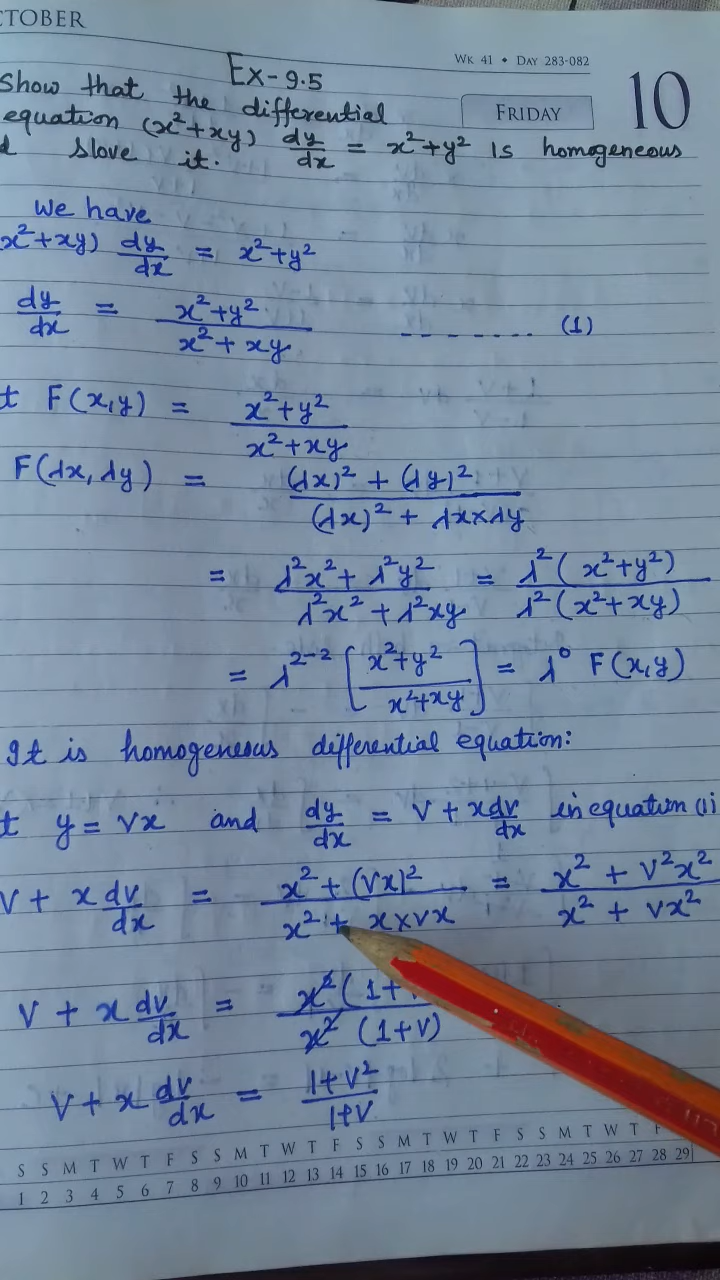 CTOBER
WK 41 • DAY 283-082
10
FRIDAY
Ex-9.5
Show that the differential
equation (x²+xy) dy/dx = x²+y² is homogeneous
d Slove it.
we have
x²+xy) dy/dx = x²+y²
dy/dx = (x²+y²)/(x²+xy) ------- (1)
t F(x,y) = (x²+y²)/(x²+xy)
F(λx,λy) = ((λx)²+(λy)²)/((λx)²+λx×λy)
= (λ²x²+λ²y²)/(λ²x²+λ²xy) = λ²(x²+y²)/λ²(x²+xy)
= λ²⁻² [(x²+y²)/(x²+xy)] = λ⁰ F(x,y)
It is homogeneous differential equation:
t y = vx and dy/dx = v + x dv/dx in equation (i
v + x dv/dx = (x²+(vx)²)/(x²+x×vx) = (x²+v²x²)/(x²+vx²)
v + x dv/dx = x²(1+ / x²(1+v)
v + x dv/dx = (1+v²)/(1+v)
S S M T W T F S S M T W T F S S M T W T F S S M T W T F
1 2 3 4 5 6 7 8 9 10 11 12 13 14 15 16 17 18 19 20 21 22 23 24 25 26 27 28 29